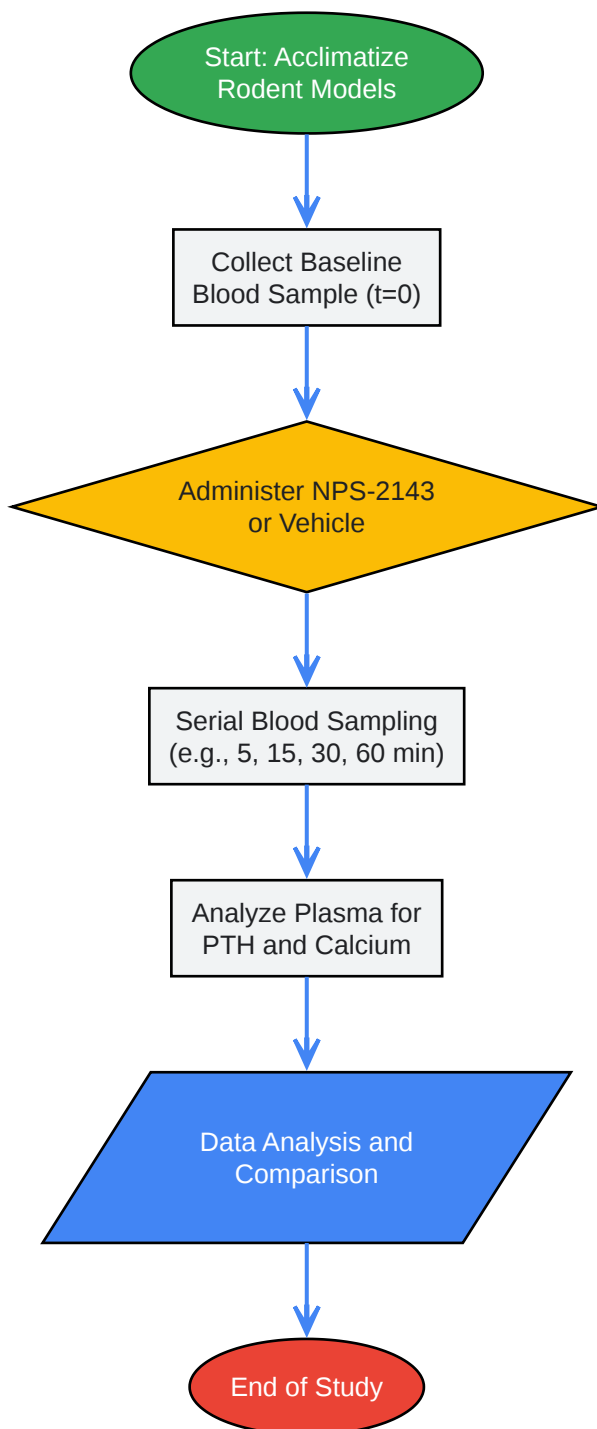 Start: Acclimatize
Rodent Models
Collect Baseline
Blood Sample (t=0)
Administer NPS-2143
or Vehicle
Serial Blood Sampling
(e.g., 5, 15, 30, 60 min)
Analyze Plasma for
PTH and Calcium
Data Analysis and
Comparison
End of Study